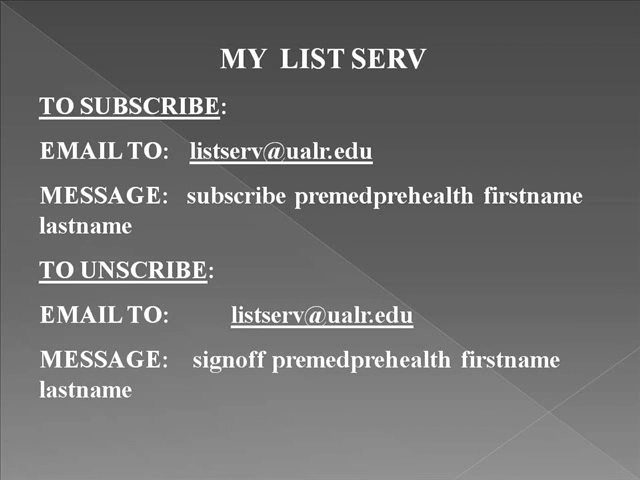 MY LIST SERV
TO SUBSCRIBE:
EMAIL TO: listserv@ualr.edu
MESSAGE: subscribe premedprehealth firstname
lastname
TO UNSCRIBE:
EMAIL TO: listserv@ualr.edu
MESSAGE: signoff premedprehealth firstname
lastname